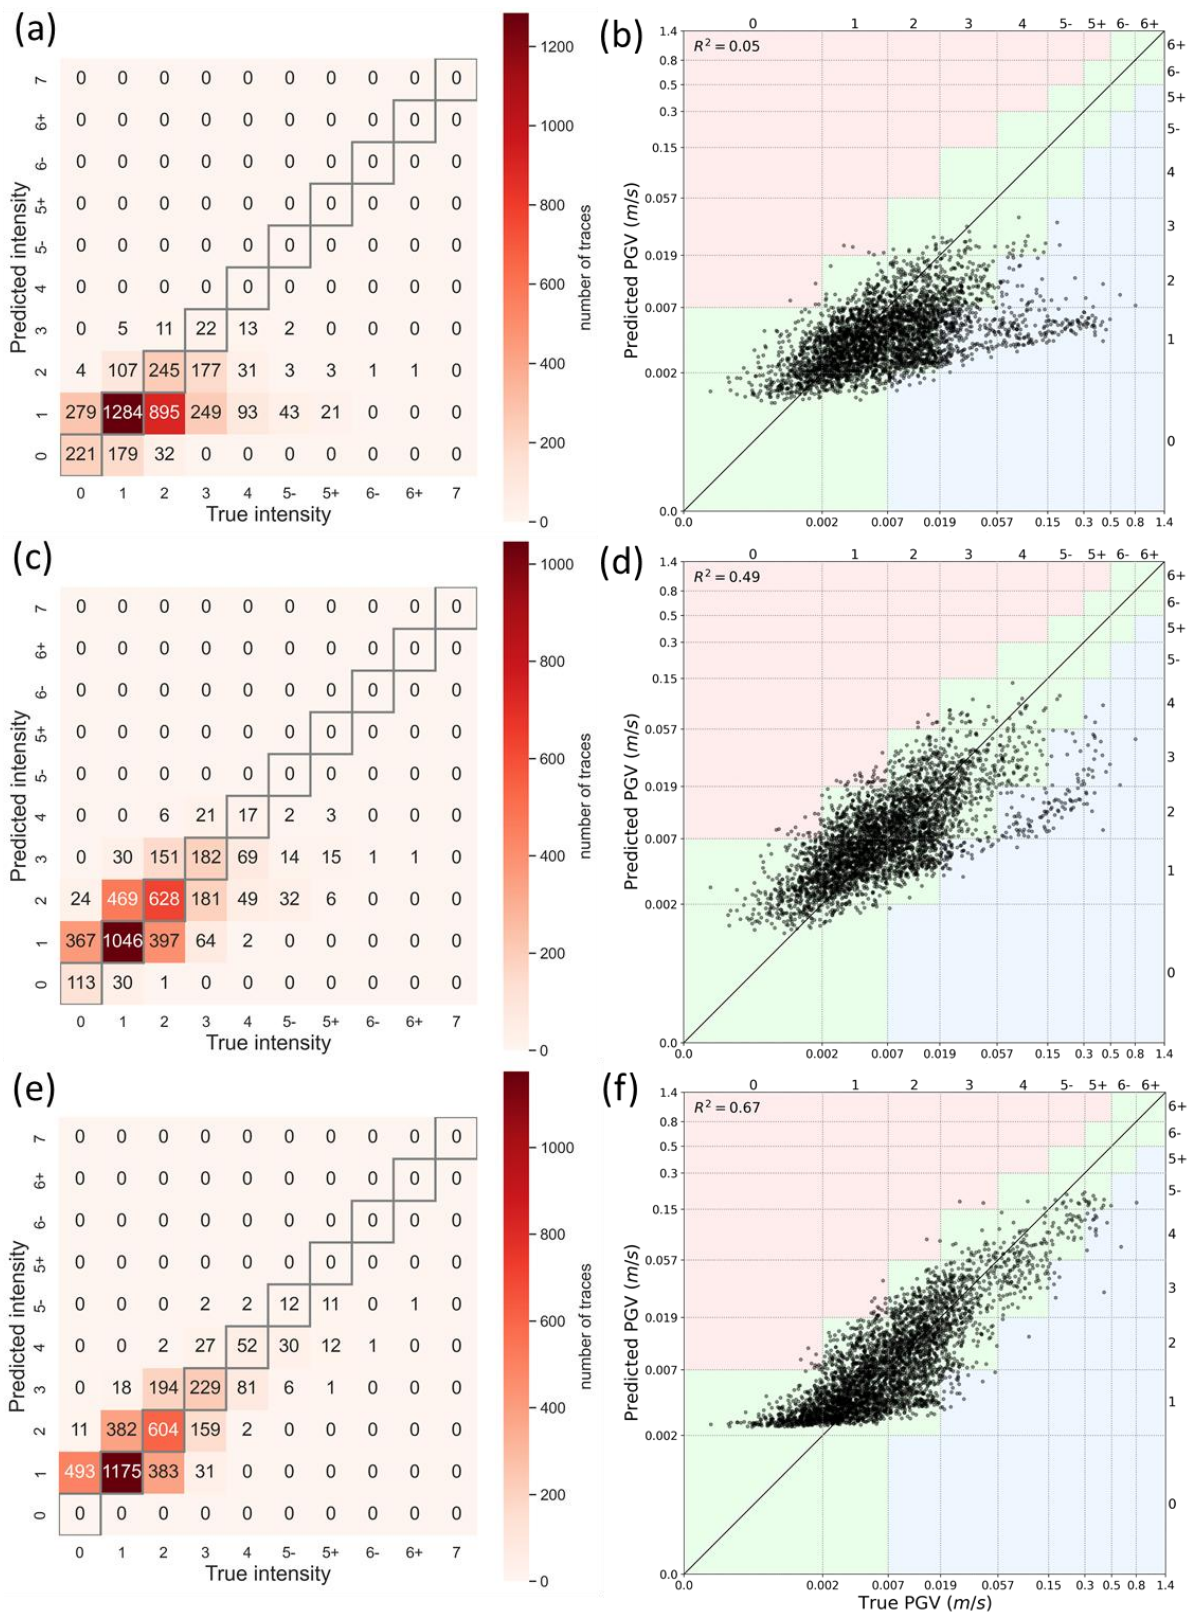 (a)
Predicted intensity
7 0 0 0 0 0 0 0 0 0 0
6+ 0 0 0 0 0 0 0 0 0 0
6- 0 0 0 0 0 0 0 0 0 0
5+ 0 0 0 0 0 0 0 0 0 0
5- 0 0 0 0 0 0 0 0 0 0
4 0 0 0 0 0 0 0 0 0 0
3 0 5 11 22 13 2 0 0 0 0
2 4 107 245 177 31 3 3 1 1 0
1 279 1284 895 249 93 43 21 0 0 0
0 221 179 32 0 0 0 0 0 0 0
0 1 2 3 4 5- 5+ 6- 6+ 7
True intensity
1200
1000
800
600
400
200
0
number of traces
(b)
0 1 2 3 4 5- 5+ 6- 6+
R² = 0.05
Predicted PGV (m/s)
1.4
0.8
0.5
0.3
0.15
0.057
0.019
0.007
0.002
0.0
6+
6-
5+
5-
4
3
2
1
0
0.0 0.002 0.007 0.019 0.057 0.15 0.3 0.5 0.8 1.4
(c)
Predicted intensity
7 0 0 0 0 0 0 0 0 0 0
6+ 0 0 0 0 0 0 0 0 0 0
6- 0 0 0 0 0 0 0 0 0 0
5+ 0 0 0 0 0 0 0 0 0 0
5- 0 0 0 0 0 0 0 0 0 0
4 0 0 6 21 17 2 3 0 0 0
3 0 30 151 182 69 14 15 1 1 0
2 24 469 628 181 49 32 6 0 0 0
1 367 1046 397 64 2 0 0 0 0 0
0 113 30 1 0 0 0 0 0 0 0
0 1 2 3 4 5- 5+ 6- 6+ 7
True intensity
1000
800
600
400
200
0
number of traces
(d)
0 1 2 3 4 5- 5+ 6- 6+
R² = 0.49
Predicted PGV (m/s)
1.4
0.8
0.5
0.3
0.15
0.057
0.019
0.007
0.002
0.0
6+
6-
5+
5-
4
3
2
1
0
0.0 0.002 0.007 0.019 0.057 0.15 0.3 0.5 0.8 1.4
(e)
Predicted intensity
7 0 0 0 0 0 0 0 0 0 0
6+ 0 0 0 0 0 0 0 0 0 0
6- 0 0 0 0 0 0 0 0 0 0
5+ 0 0 0 0 0 0 0 0 0 0
5- 0 0 0 2 2 12 11 0 1 0
4 0 0 2 27 52 30 12 1 0 0
3 0 18 194 229 81 6 1 0 0 0
2 11 382 604 159 2 0 0 0 0 0
1 493 1175 383 31 0 0 0 0 0 0
0 0 0 0 0 0 0 0 0 0 0
0 1 2 3 4 5- 5+ 6- 6+ 7
True intensity
1000
800
600
400
200
0
number of traces
(f)
0 1 2 3 4 5- 5+ 6- 6+
R² = 0.67
Predicted PGV (m/s)
1.4
0.8
0.5
0.3
0.15
0.057
0.019
0.007
0.002
0.0
6+
6-
5+
5-
4
3
2
1
0
0.0 0.002 0.007 0.019 0.057 0.15 0.3 0.5 0.8 1.4
True PGV (m/s)